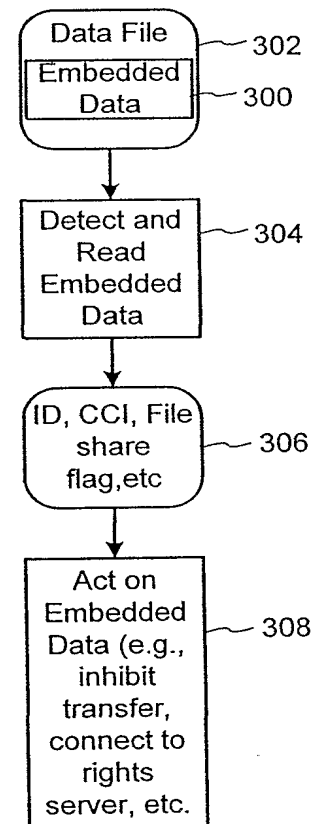 Data File
302
Embedded
Data
300
Detect and
Read
Embedded
Data
304
ID, CCI, File
share
flag,etc
306
Act on
Embedded
Data (e.g.,
inhibit
transfer,
connect to
rights
server, etc.
308